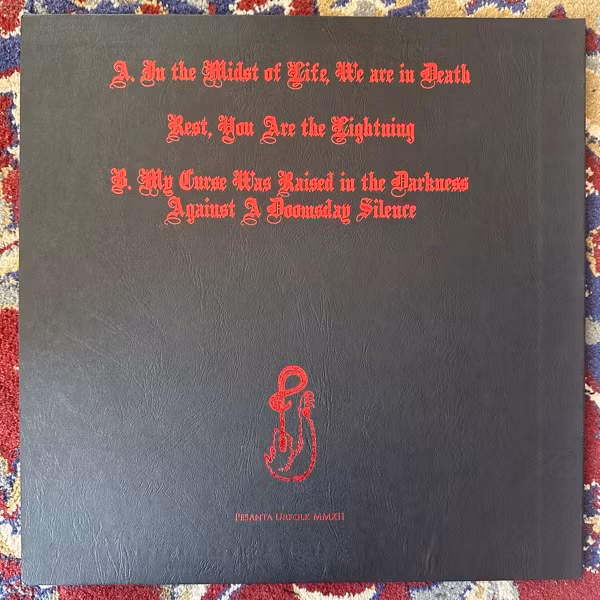 A. In the Midst of Life, We are in Death
Rest, You Are the Lightning
B. My Curse Was Raised in the Darkness
Against A Doomsday Silence
Pesanta Urfolk MMXII